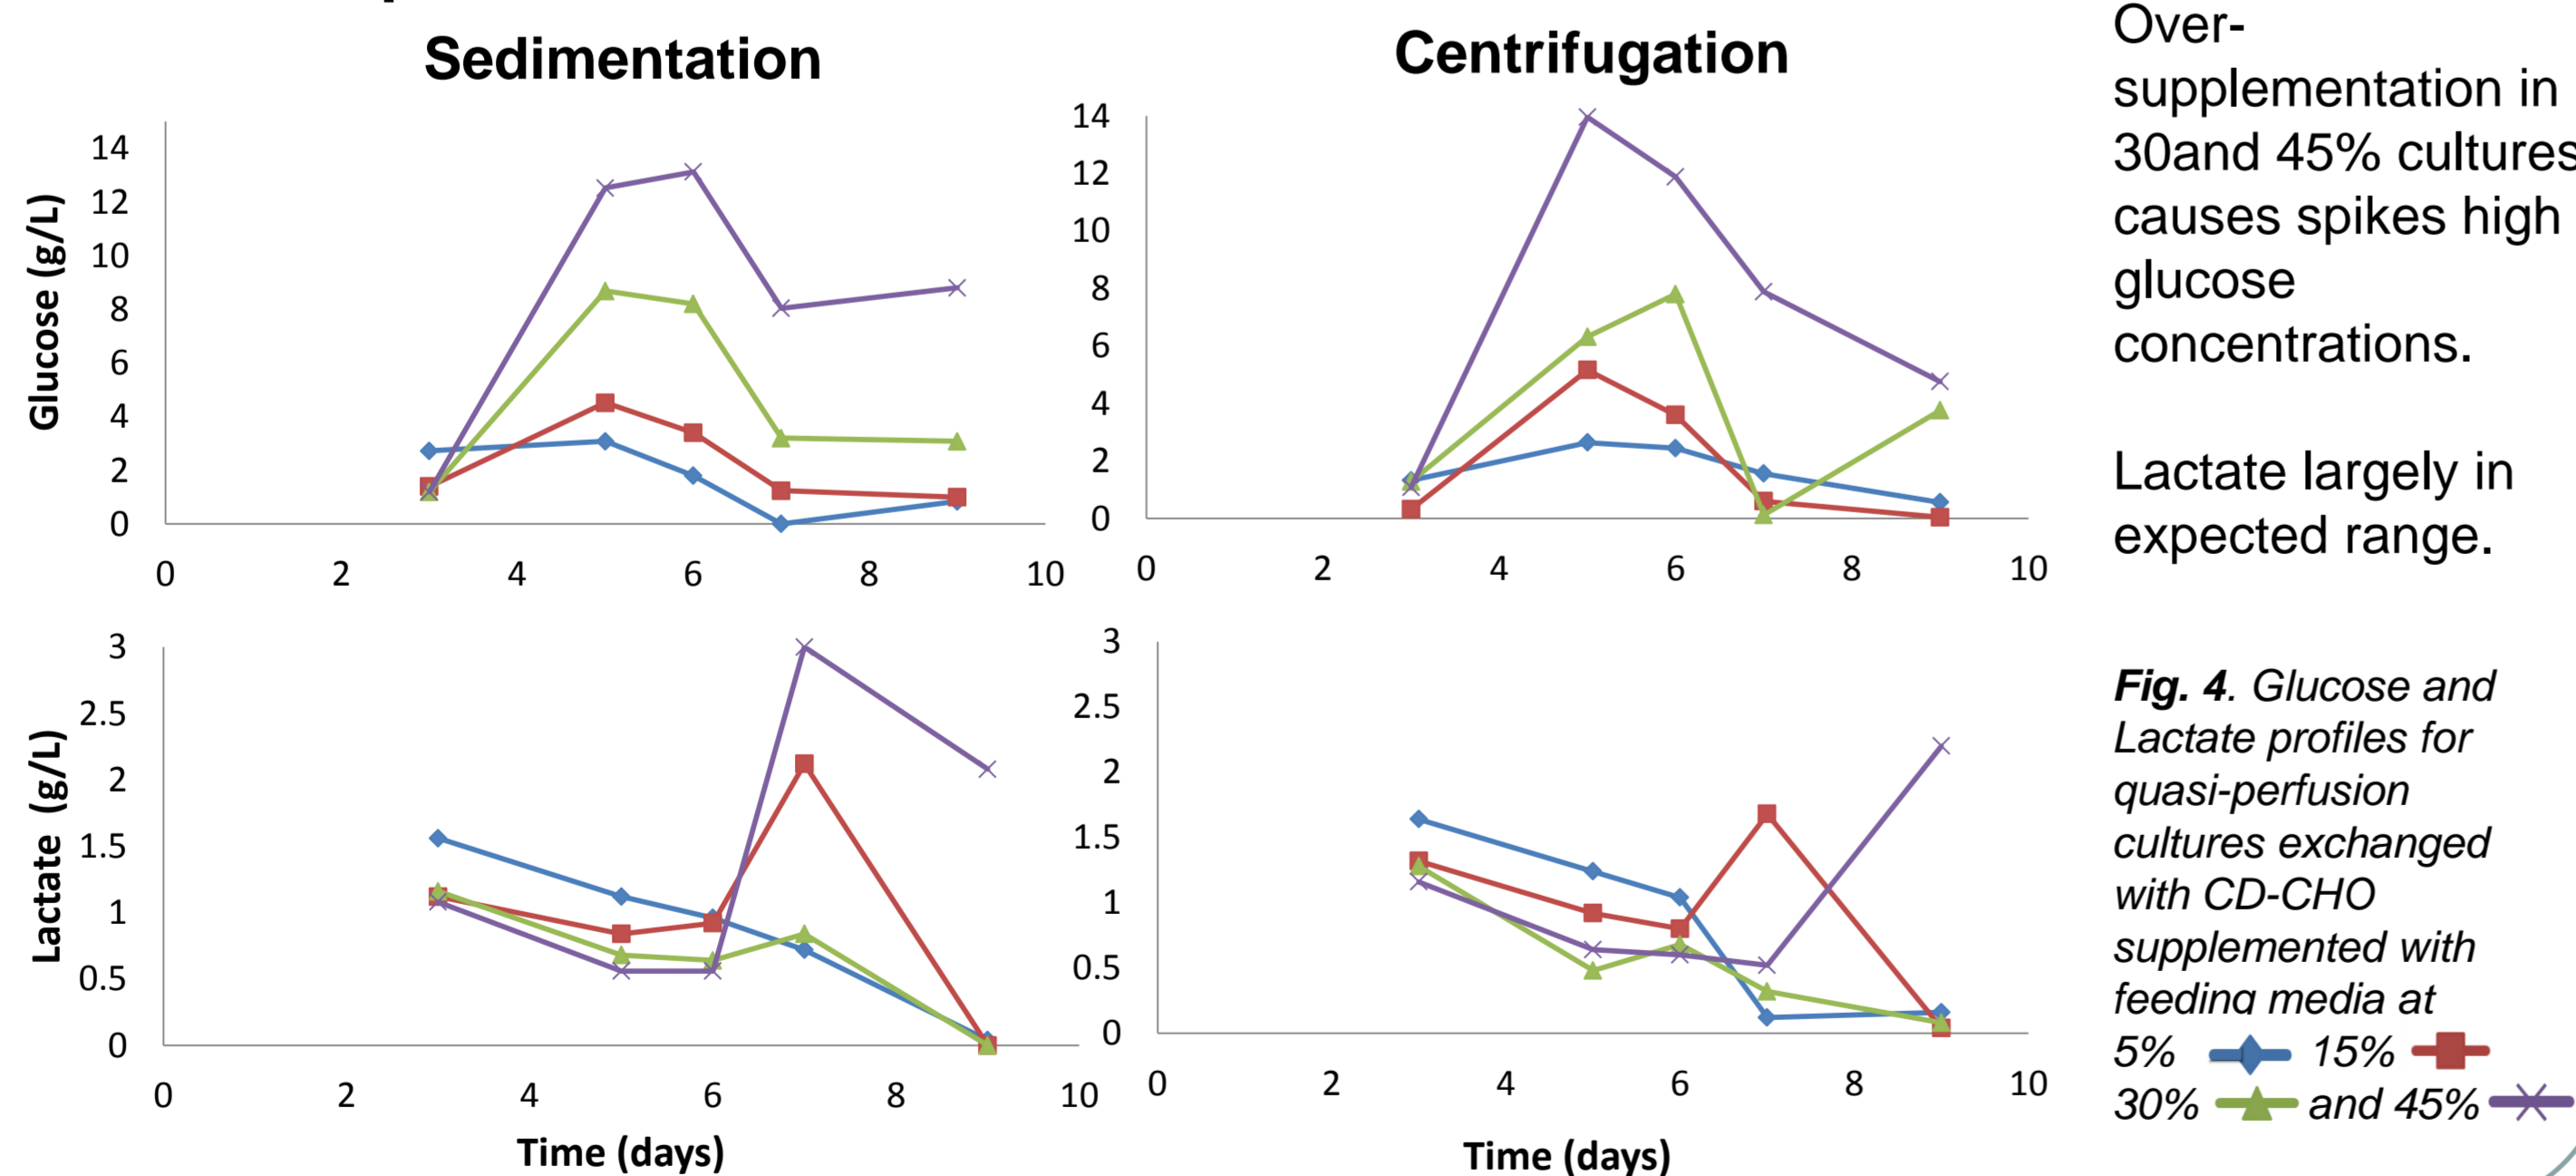 Sedimentation
Glucose (g/L)
14
12
10
8
6
4
2
0
0 2 4 6 8 10
Centrifugation
14
12
10
8
6
4
2
0
0 2 4 6 8 10
Lactate (g/L)
3
2.5
2
1.5
1
0.5
0
0 2 4 6 8 10
Time (days)
3
2.5
2
1.5
1
0.5
0
0 2 4 6 8 10
Time (days)
Over-
supplementation in
30and 45% cultures
causes spikes high
glucose
concentrations.
Lactate largely in
expected range.
Fig. 4. Glucose and
Lactate profiles for
quasi-perfusion
cultures exchanged
with CD-CHO
supplemented with
feeding media at
5% 15%
30% and 45%